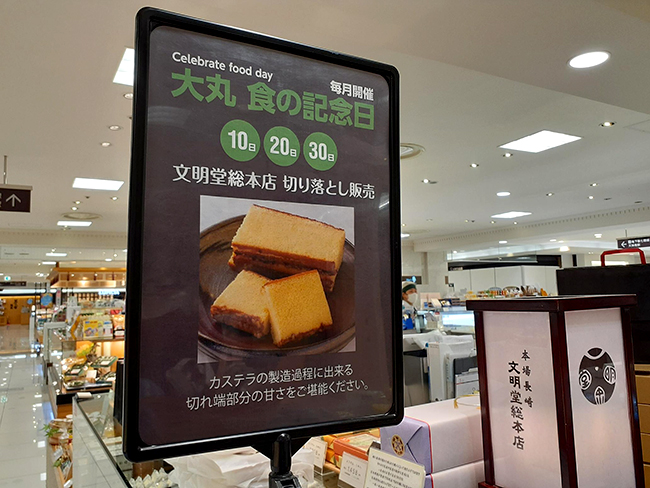 Celebrate food day
毎月開催
大丸 食の記念日
10日 20日 30日
文明堂総本店 切り落とし販売
カステラの製造過程に出来る
切れ端部分の甘さをご堪能ください。
本場長崎
文明堂総本店